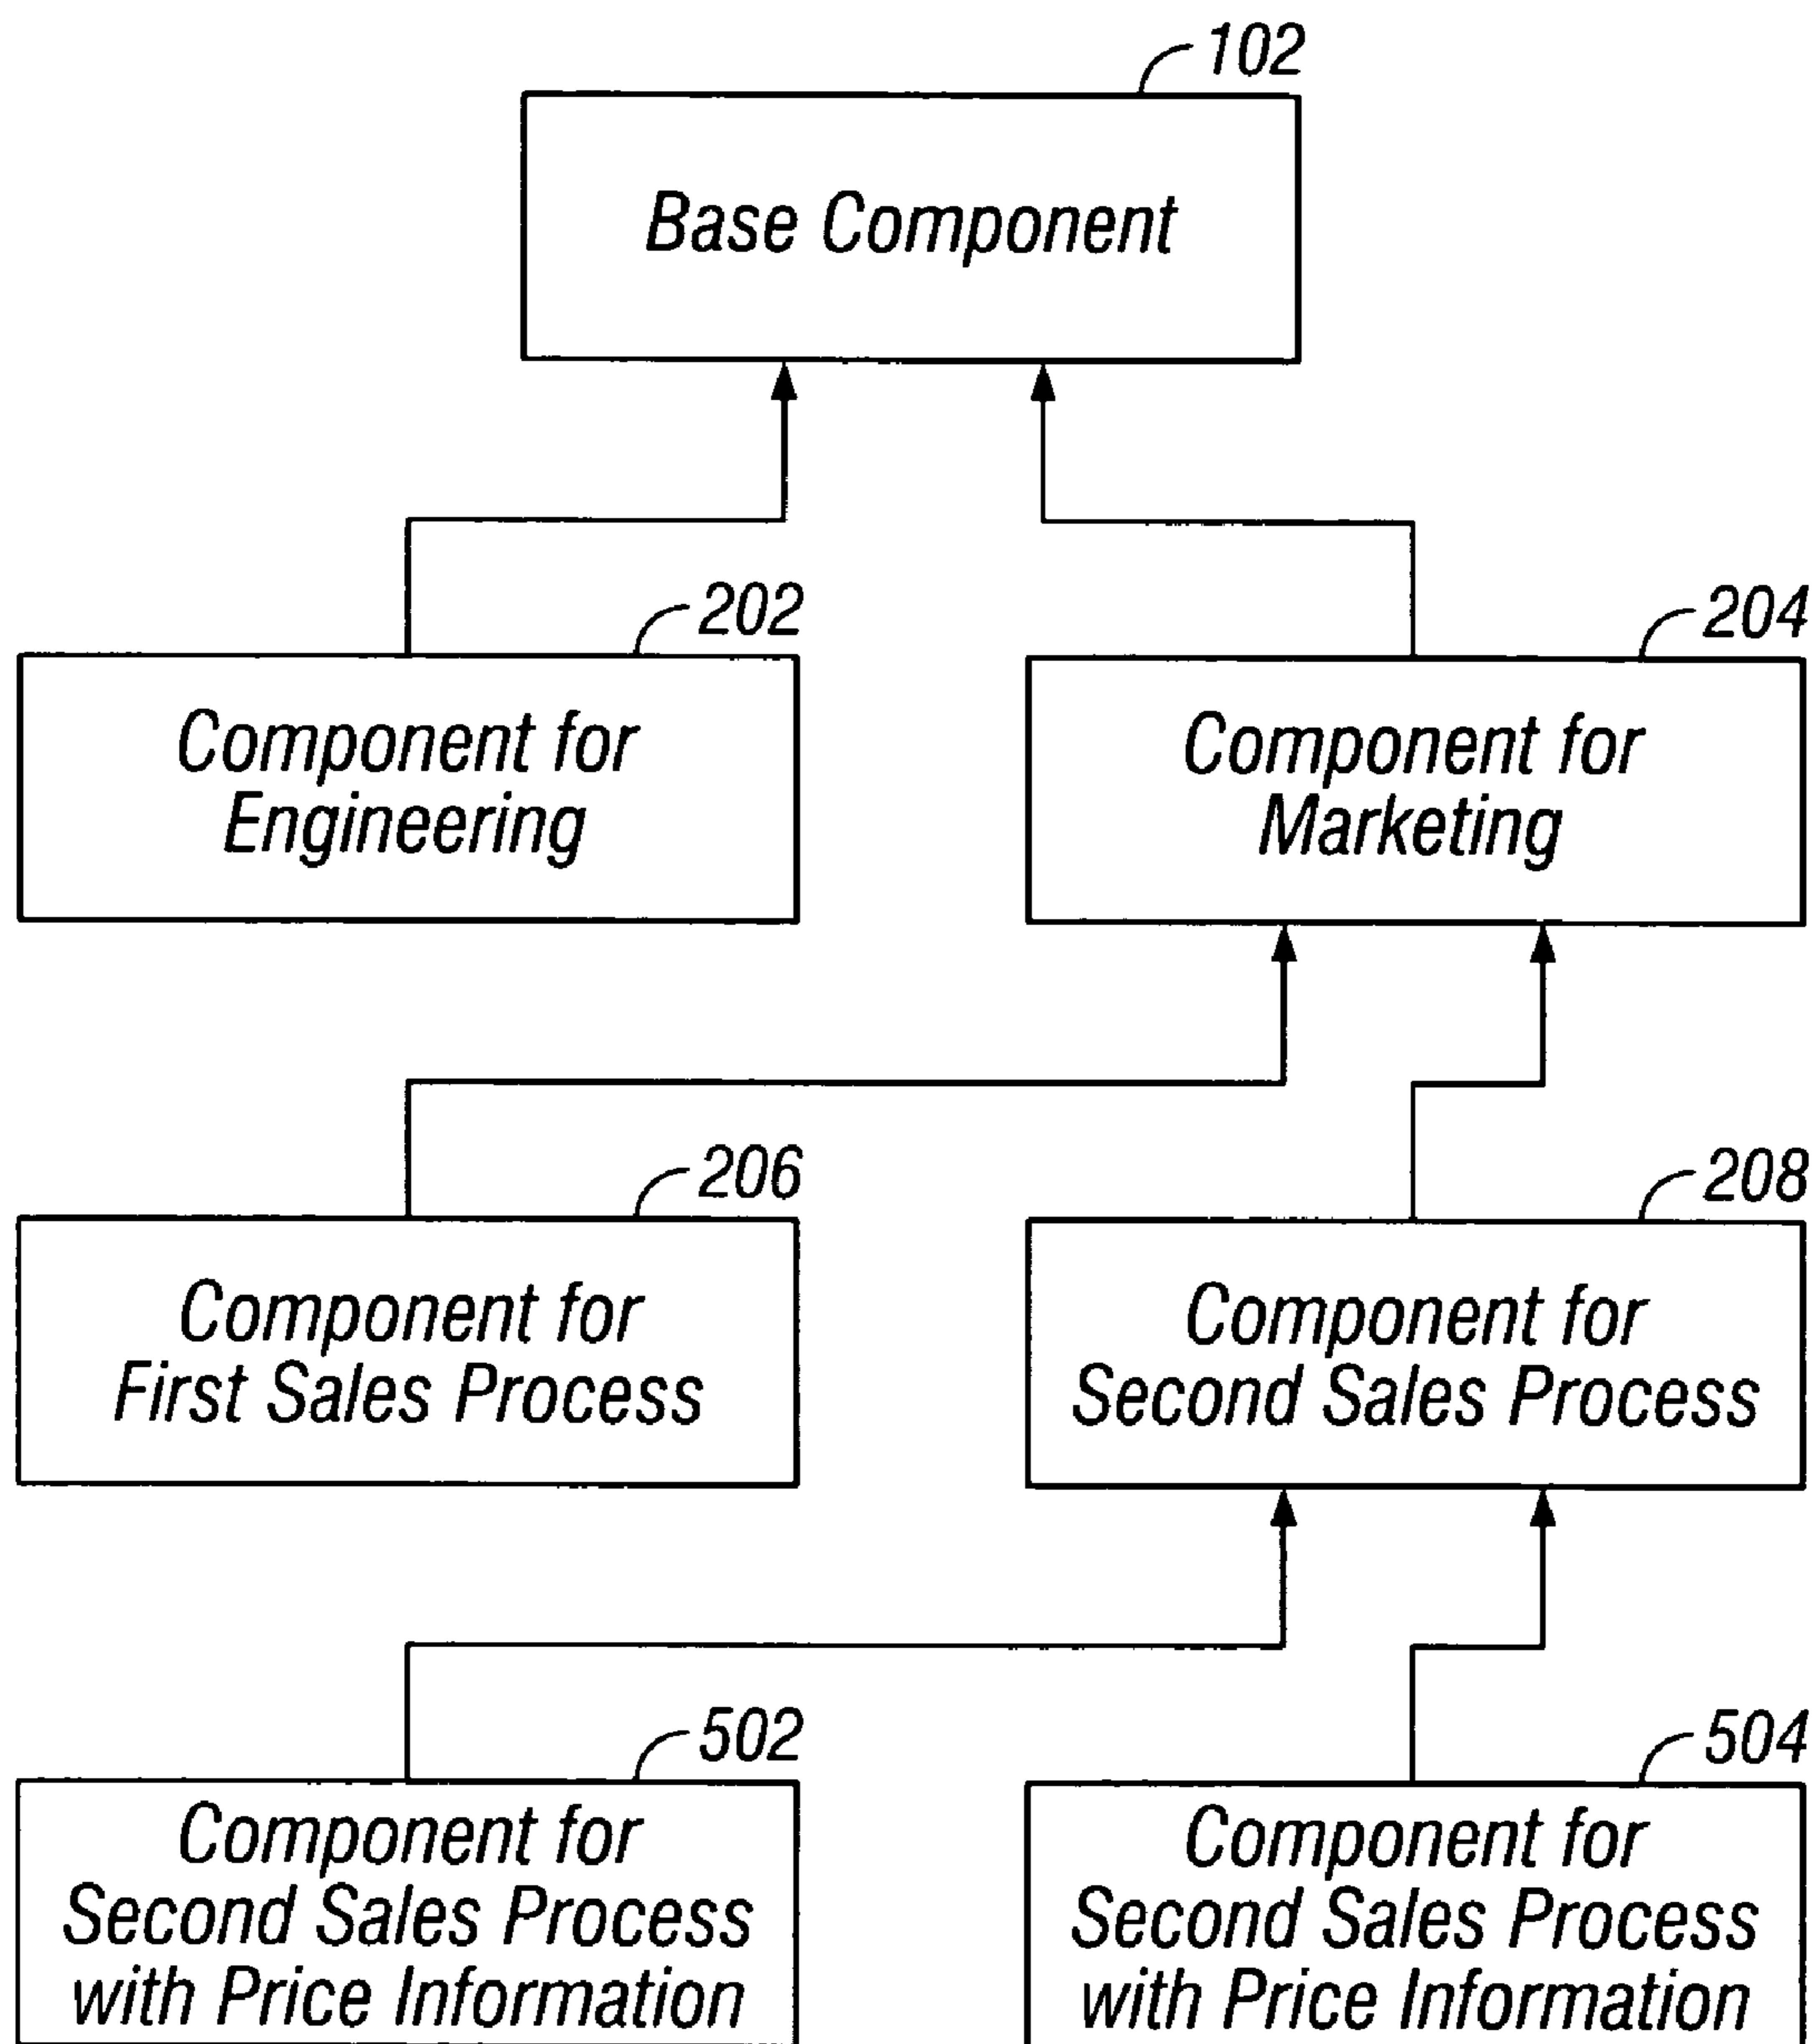 102
Base Component
202
Component for
Engineering
204
Component for
Marketing
206
Component for
First Sales Process
208
Component for
Second Sales Process
502
Component for
Second Sales Process
with Price Information
504
Component for
Second Sales Process
with Price Information